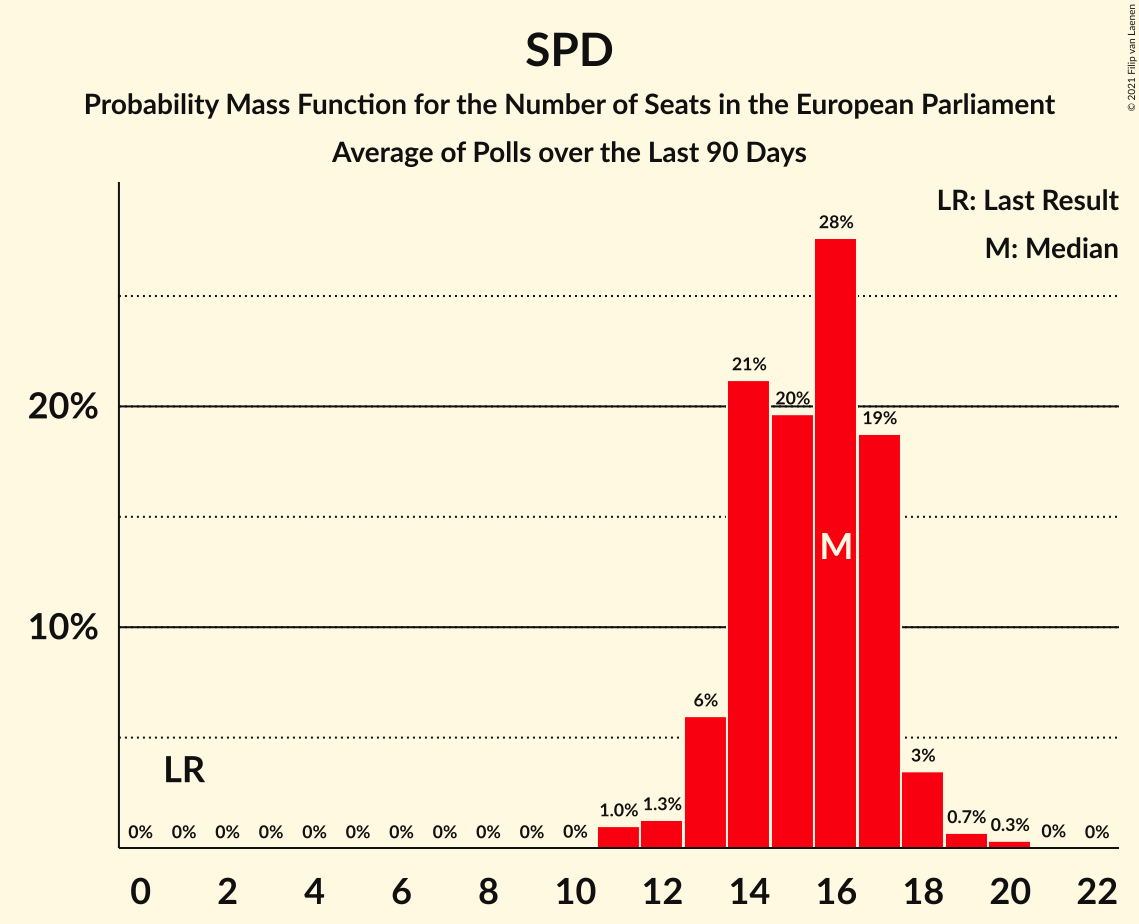 SPD
Probability Mass Function for the Number of Seats in the European Parliament
Average of Polls over the Last 90 Days
© 2021 Filip van Laenen
LR: Last Result
M: Median
28%
21%
20%
19%
20%
M
10%
6%
3%
LR
0% 0% 0% 0% 0% 0% 0% 0% 0% 0% 0% 1.0% 1.3% 0.7% 0.3% 0% 0%
0 2 4 6 8 10 12 14 16 18 20 22